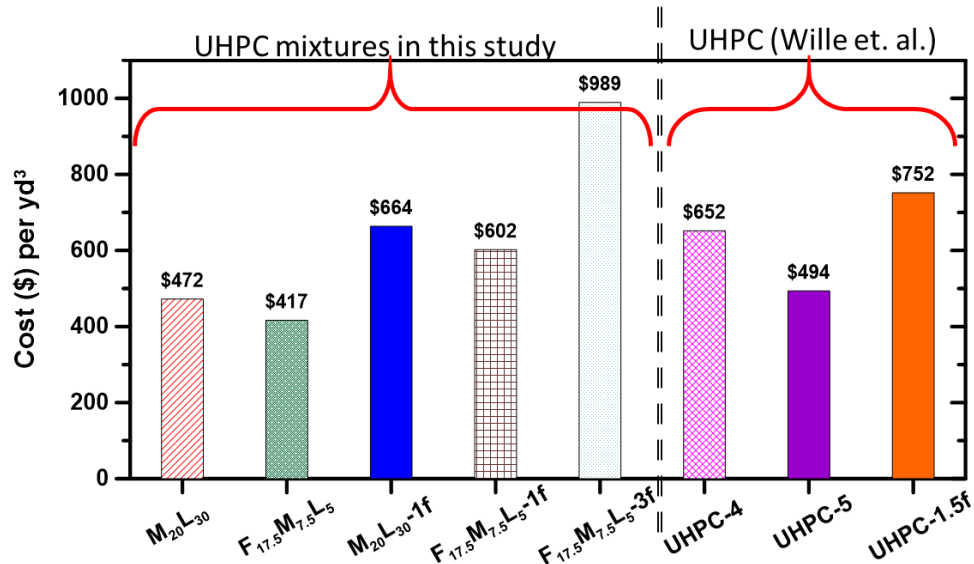 UHPC mixtures in this study
UHPC (Wille et. al.)
Cost ($) per yd³
1000
800
600
400
200
0
$472
$417
$664
$602
$989
$652
$494
$752
M₂₀L₃₀
F₁₇.₅M₇.₅L₅
M₂₀L₃₀-1f
F₁₇.₅M₇.₅L₅-1f
F₁₇.₅M₇.₅L₅-3f
UHPC-4
UHPC-5
UHPC-1.5f